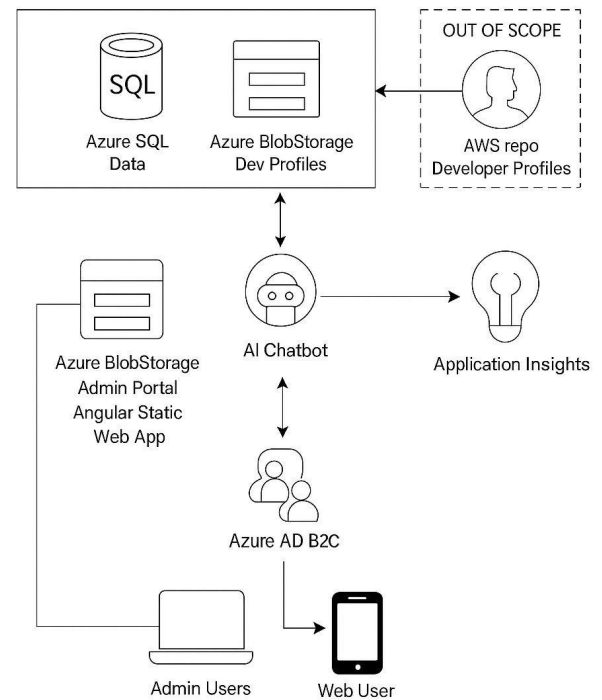 OUT OF SCOPE
SQL
Azure SQL
Data
Azure BlobStorage
Dev Profiles
AWS repo
Developer Profiles
AI Chatbot
Application Insights
Azure BlobStorage
Admin Portal
Angular Static
Web App
Azure AD B2C
Admin Users
Web User